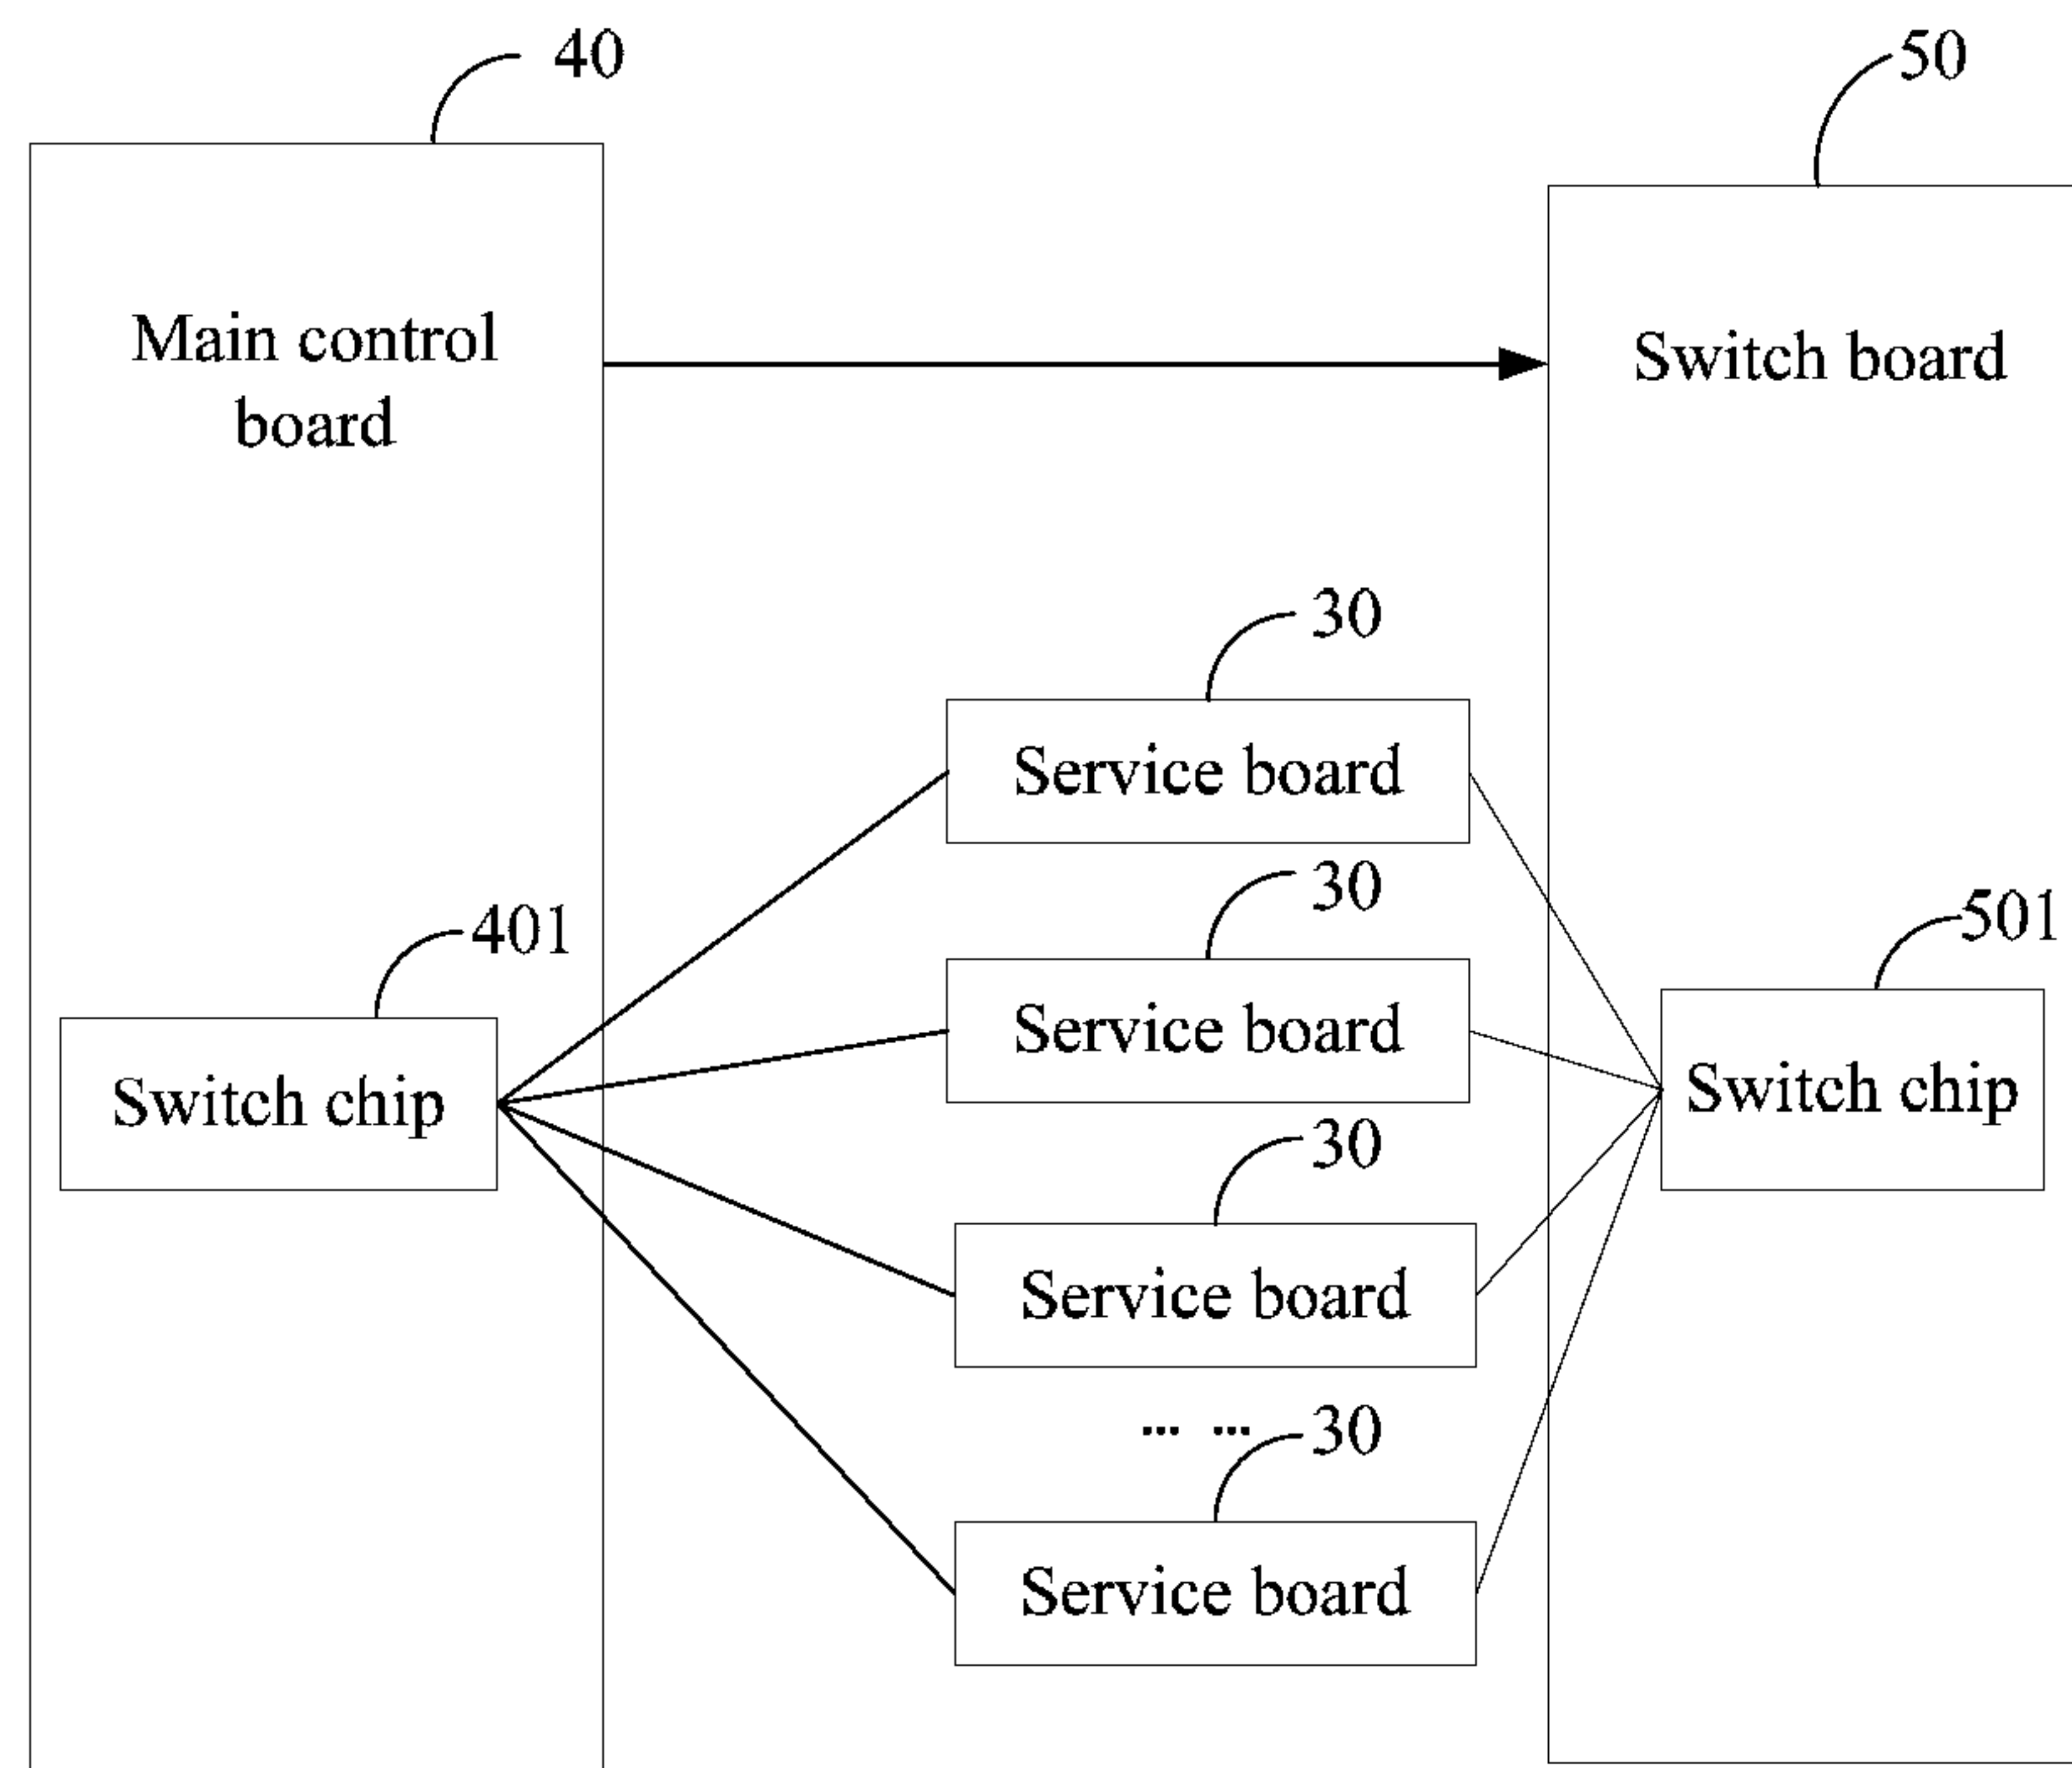 40
50
Main control
board
Switch board
30
Service board
30
401
501
Service board
Switch chip
Switch chip
30
Service board
... ...
30
Service board